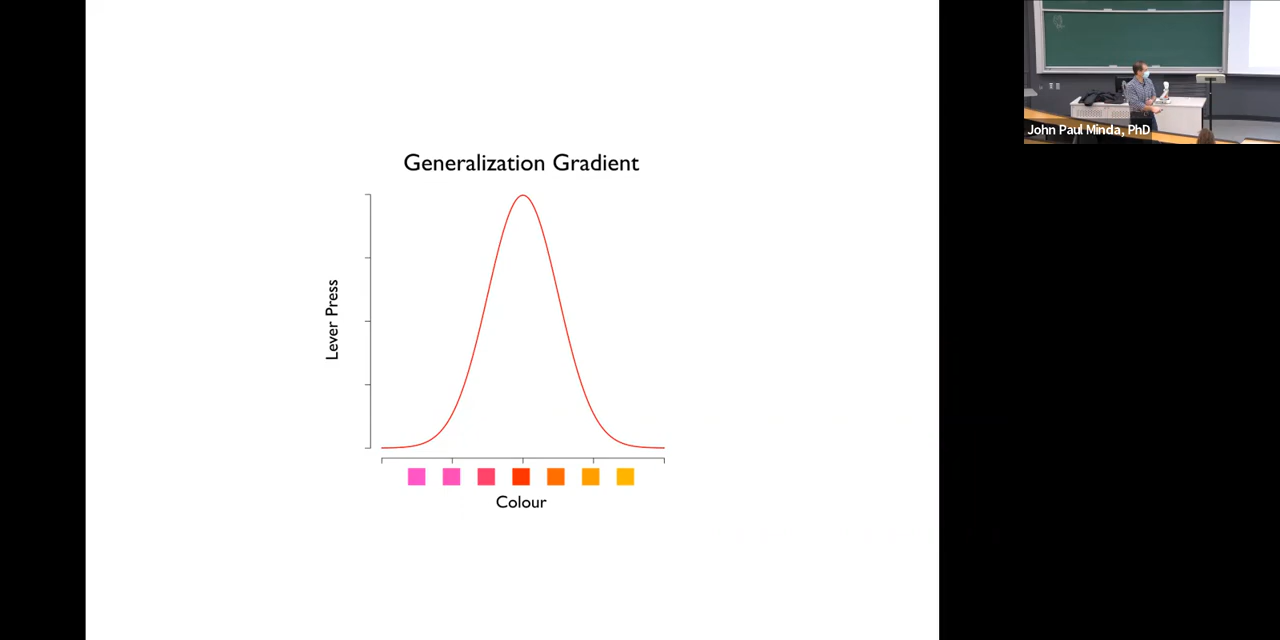 John Paul Minda, PhD
Generalization Gradient
Lever Press
Colour